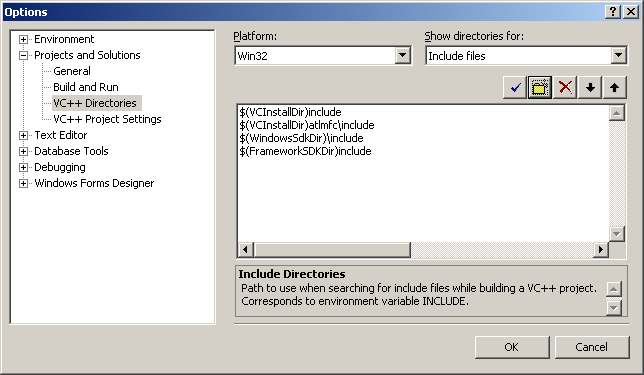 Options
Environment
Projects and Solutions
General
Build and Run
VC++ Directories
VC++ Project Settings
Text Editor
Database Tools
Debugging
Windows Forms Designer
Platform:
Show directories for:
Win32
Include files
$(VCInstallDir)include
$(VCInstallDir)atlmfc\include
$(WindowsSdkDir)\include
$(FrameworkSDKDir)include
Include Directories
Path to use when searching for include files while building a VC++ project.
Corresponds to environment variable INCLUDE.
OK
Cancel